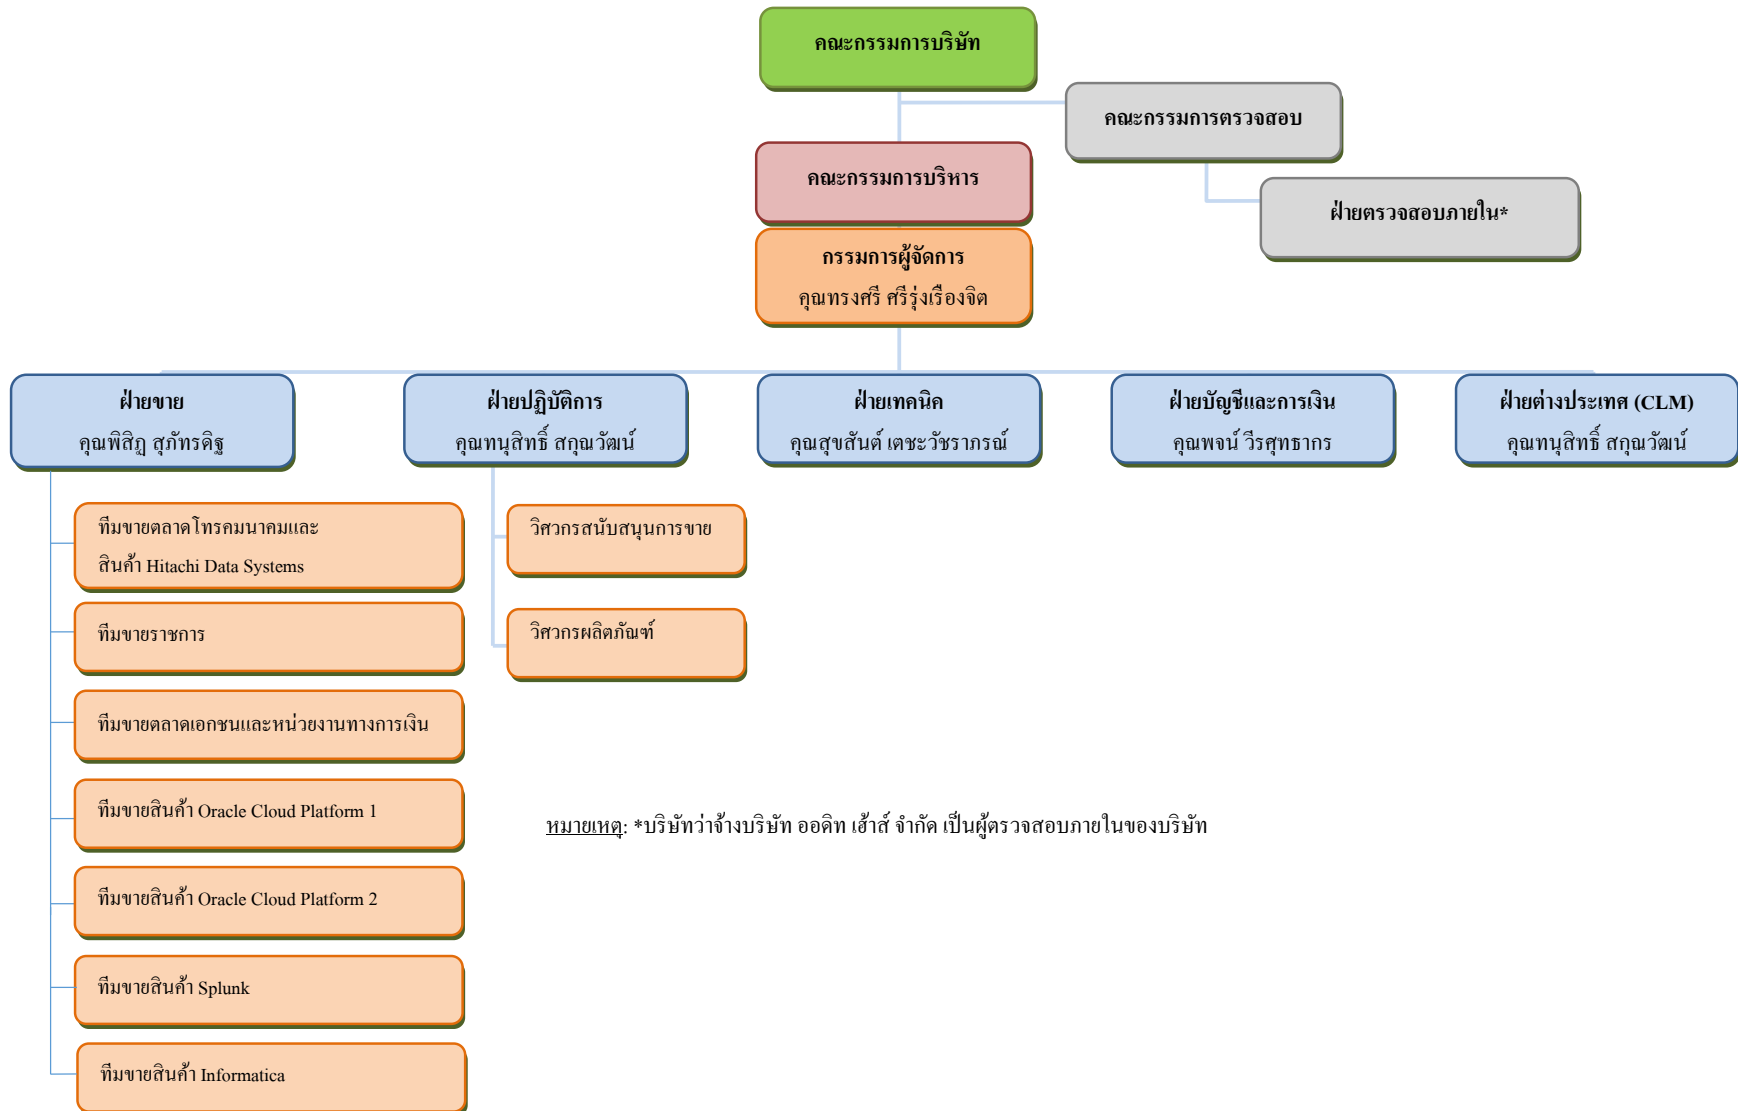 คณะกรรมการบริษัท
คณะกรรมการตรวจสอบ
คณะกรรมการบริหาร
ฝ่ายตรวจสอบภายใน*
กรรมการผู้จัดการ
คุณทรงศรี ศรีรุ่งเรืองจิต
ฝ่ายขาย
คุณพิสิฏ สุภัทรดิฐ
ฝ่ายปฏิบัติการ
คุณทนุสิทธิ์ สกุณวัฒน์
ฝ่ายเทคนิค
คุณสุขสันต์ เตชะวัชราภรณ์
ฝ่ายบัญชีและการเงิน
คุณพจน์ วีรศุทธากร
ฝ่ายต่างประเทศ (CLM)
คุณทนุสิทธิ์ สกุณวัฒน์
ทีมขายตลาดโทรคมนาคมและ
สินค้า Hitachi Data Systems
ทีมขายราชการ
ทีมขายตลาดเอกชนและหน่วยงานทางการเงิน
ทีมขายสินค้า Oracle Cloud Platform 1
ทีมขายสินค้า Oracle Cloud Platform 2
ทีมขายสินค้า Splunk
ทีมขายสินค้า Informatica
วิศวกรสนับสนุนการขาย
วิศวกรผลิตภัณฑ์
หมายเหตุ: *บริษัทว่าจ้างบริษัท ออดิท เฮ้าส์ จำกัด เป็นผู้ตรวจสอบภายในของบริษัท